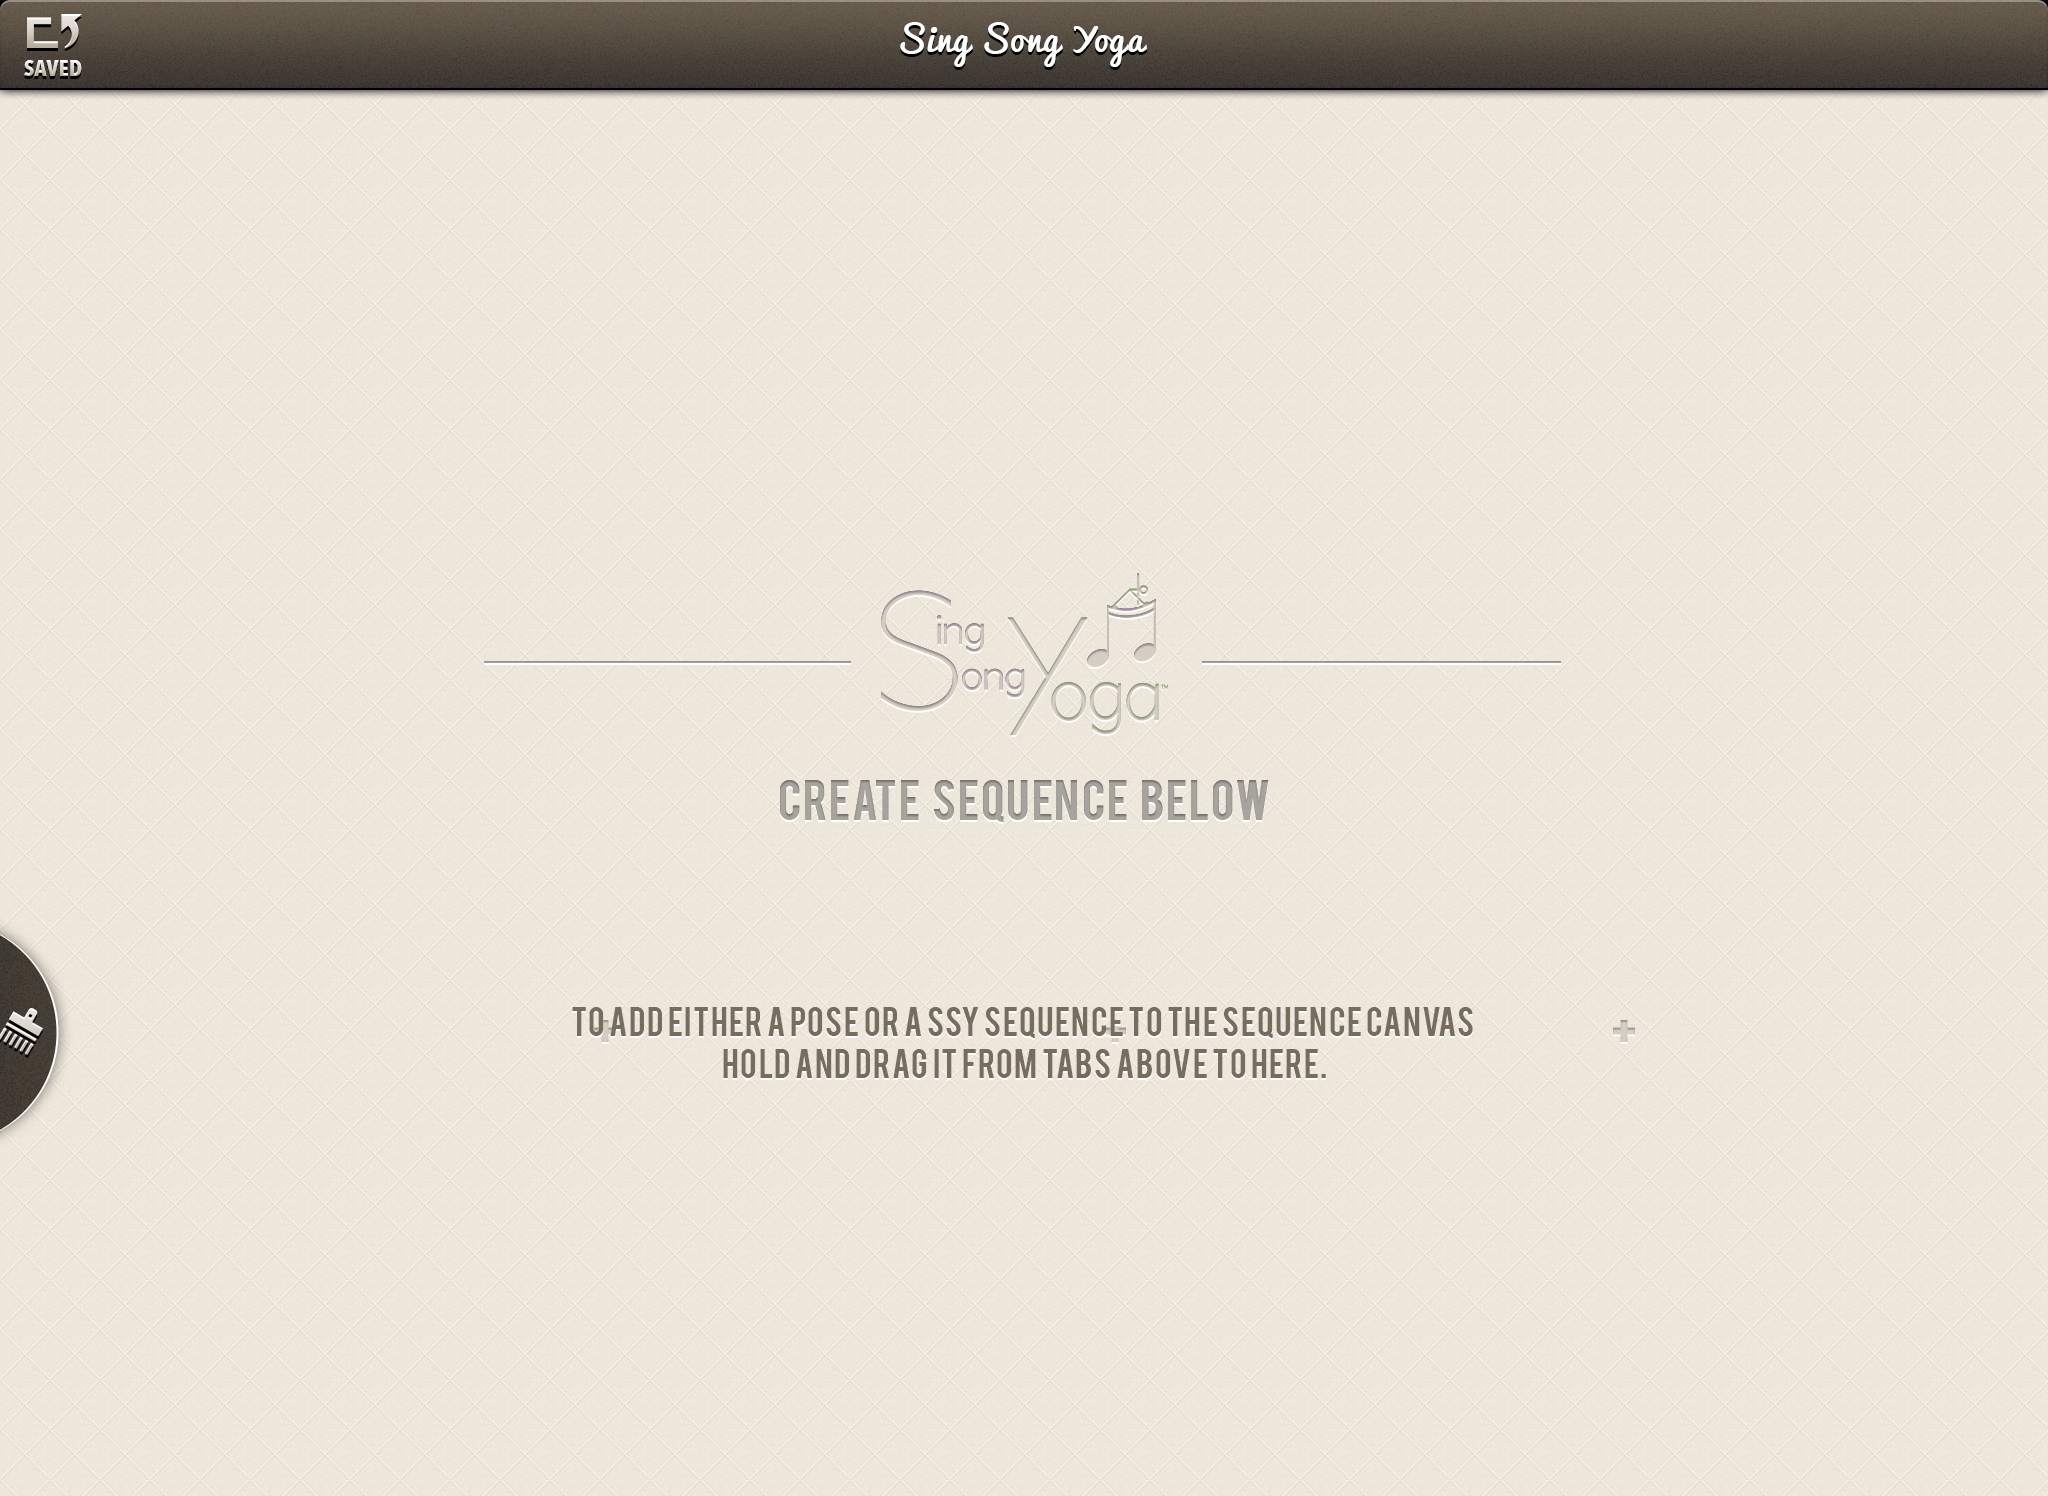 Sing Song Yoga
SAVED
Sing
Song Yoga™
CREATE SEQUENCE BELOW
TO ADD EITHER A POSE OR A SSY SEQUENCE TO THE SEQUENCE CANVAS
HOLD AND DRAG IT FROM TABS ABOVE TO HERE.